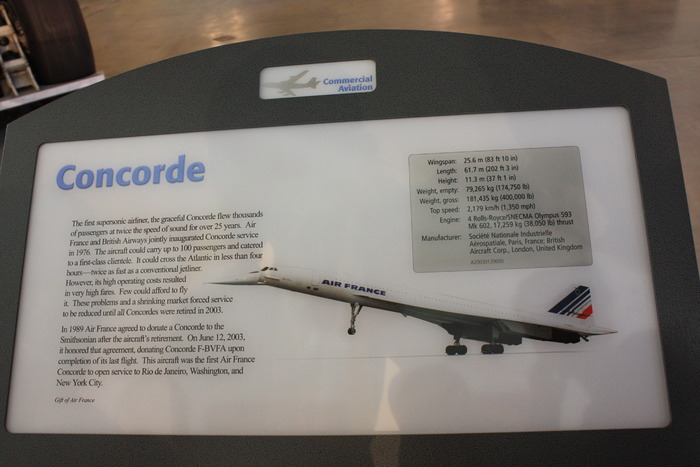 Commercial
Aviation
Concorde
The first supersonic airliner, the graceful Concorde flew thousands
of passengers at twice the speed of sound for over 25 years. Air
France and British Airways jointly inaugurated Concorde service
in 1976. The aircraft could carry up to 100 passengers and catered
to a first-class clientele. It could cross the Atlantic in less than four
hours—twice as fast as a conventional jetliner.
However, its high operating costs resulted
in very high fares. Few could afford to fly
it. These problems and a shrinking market forced service
to be reduced until all Concordes were retired in 2003.
In 1989 Air France agreed to donate a Concorde to the
Smithsonian after the aircraft's retirement. On June 12, 2003,
it honored that agreement, donating Concorde F-BVFA upon
completion of its last flight. This aircraft was the first Air France
Concorde to open service to Rio de Janeiro, Washington, and
New York City.
Gift of Air France
Wingspan: 25.6 m (83 ft 10 in)
Length: 61.7 m (202 ft 3 in)
Height: 11.3 m (37 ft 1 in)
Weight, empty: 79,265 kg (174,750 lb)
Weight, gross: 181,435 kg (400,000 lb)
Top speed: 2,179 km/h (1,350 mph)
Engine: 4 Rolls-Royce/SNECMA Olympus 593
Mk 602, 17,259 kg (38,050 lb) thrust
Manufacturer: Société Nationale Industrielle
Aérospatiale, Paris, France; British
Aircraft Corp., London, United Kingdom
AIR FRANCE